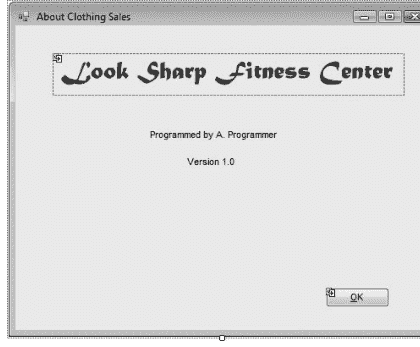 About Clothing Sales
Look Sharp Fitness Center
Programmed by A. Programmer
Version 1.0
OK